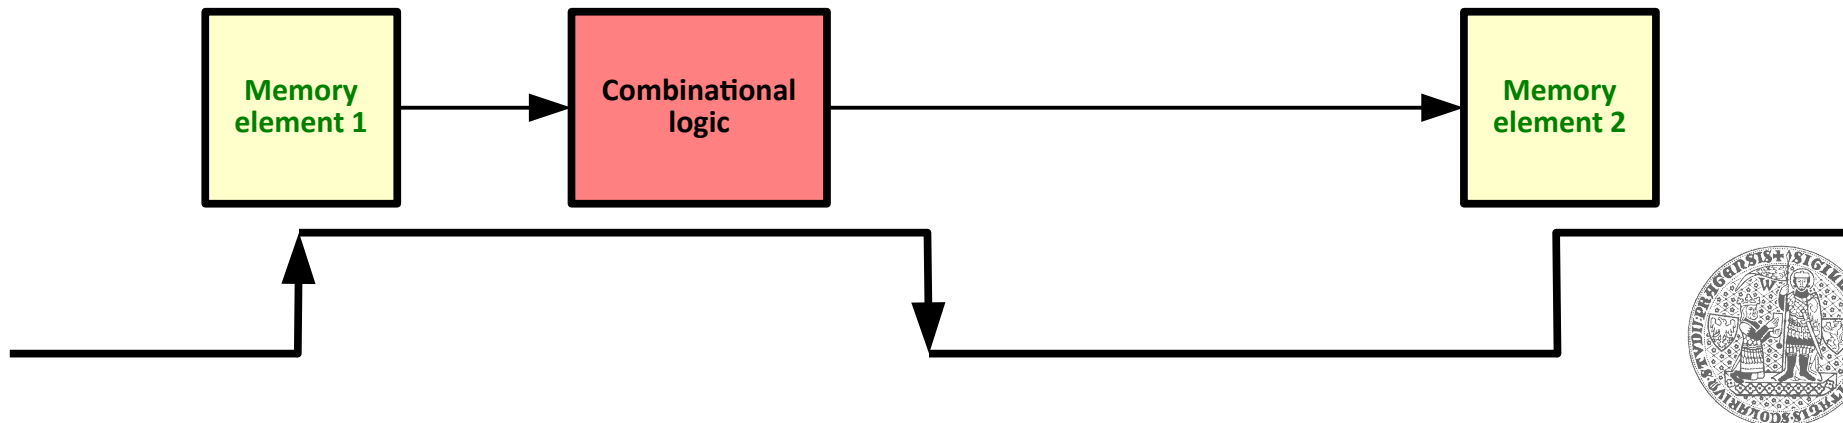 Memory
element 1
Combinational
logic
Memory
element 2